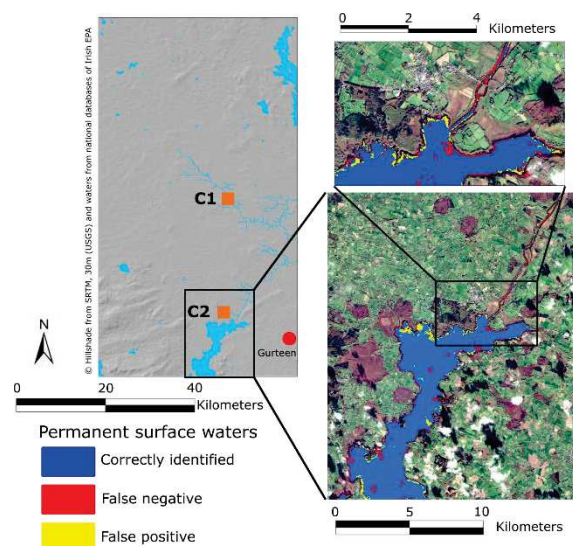 © Hillshade from SRTM, 30m (USGS) and waters from national databases of Irish EPA
C1
C2
Gurteen
N
0 20 40 60
Kilometers
Permanent surface waters
Correctly identified
False negative
False positive
0 2 4
Kilometers
0 5 10
Kilometers